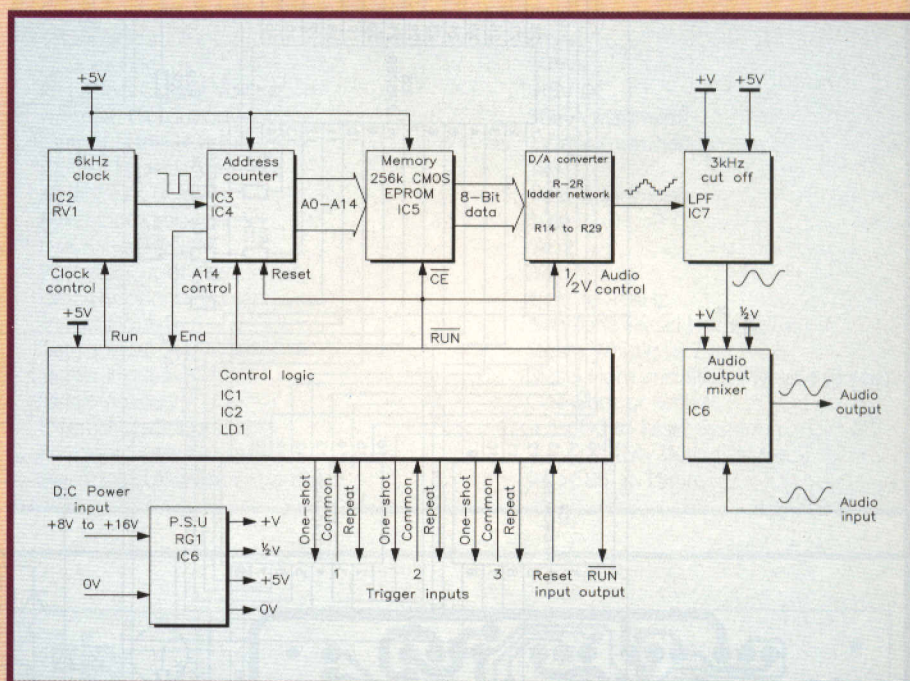 +5V
+V
+5V
6kHz
clock
IC2
RV1
Address
counter
IC3
IC4
A0–A14
Memory
256k CMOS
EPROM
IC5
8–Bit
data
D/A converter
R–2R
ladder network
R14 to R29
3kHz
cut off
LPF
IC7
Clock
control
A14
control
Reset
C̅E̅
1/2V
Audio
control
+5V
Run
End
R̅U̅N̅
+V
½V
Control logic
IC1
IC2
LD1
Audio
output
mixer
IC6
Audio
output
Audio
input
D.C Power
input
+8V to +16V
0V
P.S.U
RG1
IC6
+V
½V
+5V
0V
One–shot
Common
Repeat
One–shot
Common
Repeat
One–shot
Common
Repeat
1
2
3
Trigger inputs
Reset
input
R̅U̅N̅
output